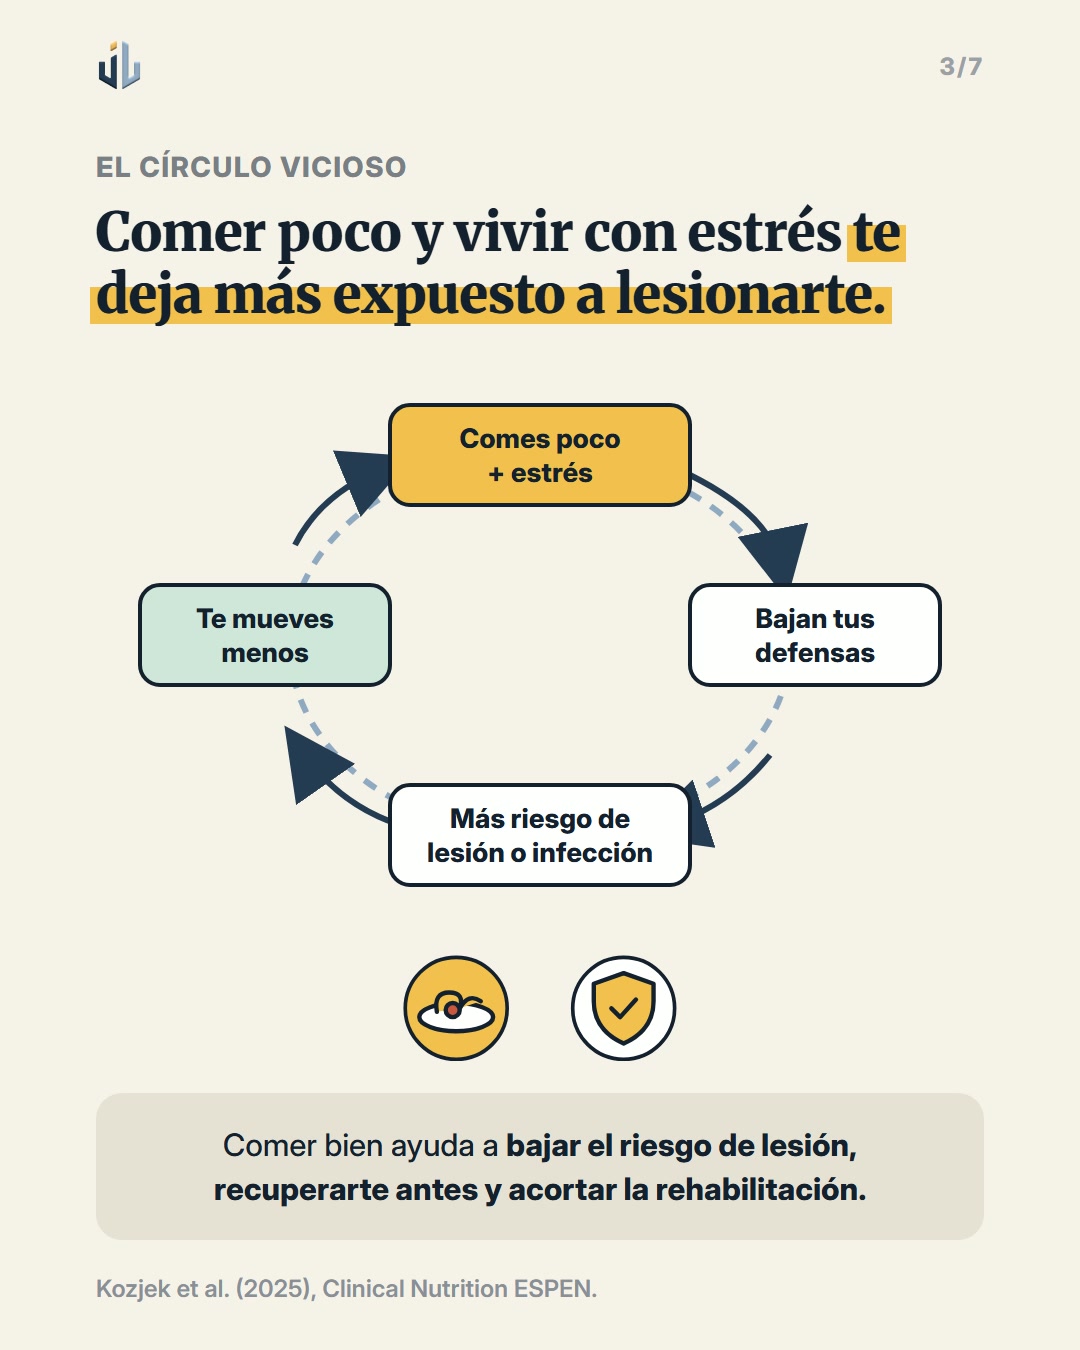 3/7
EL CÍRCULO VICIOSO
Comer poco y vivir con estrés te
deja más expuesto a lesionarte.
Comes poco
+ estrés
Te mueves
menos
Bajan tus
defensas
Más riesgo de
lesión o infección
Comer bien ayuda a bajar el riesgo de lesión,
recuperarte antes y acortar la rehabilitación.
Kozjek et al. (2025), Clinical Nutrition ESPEN.